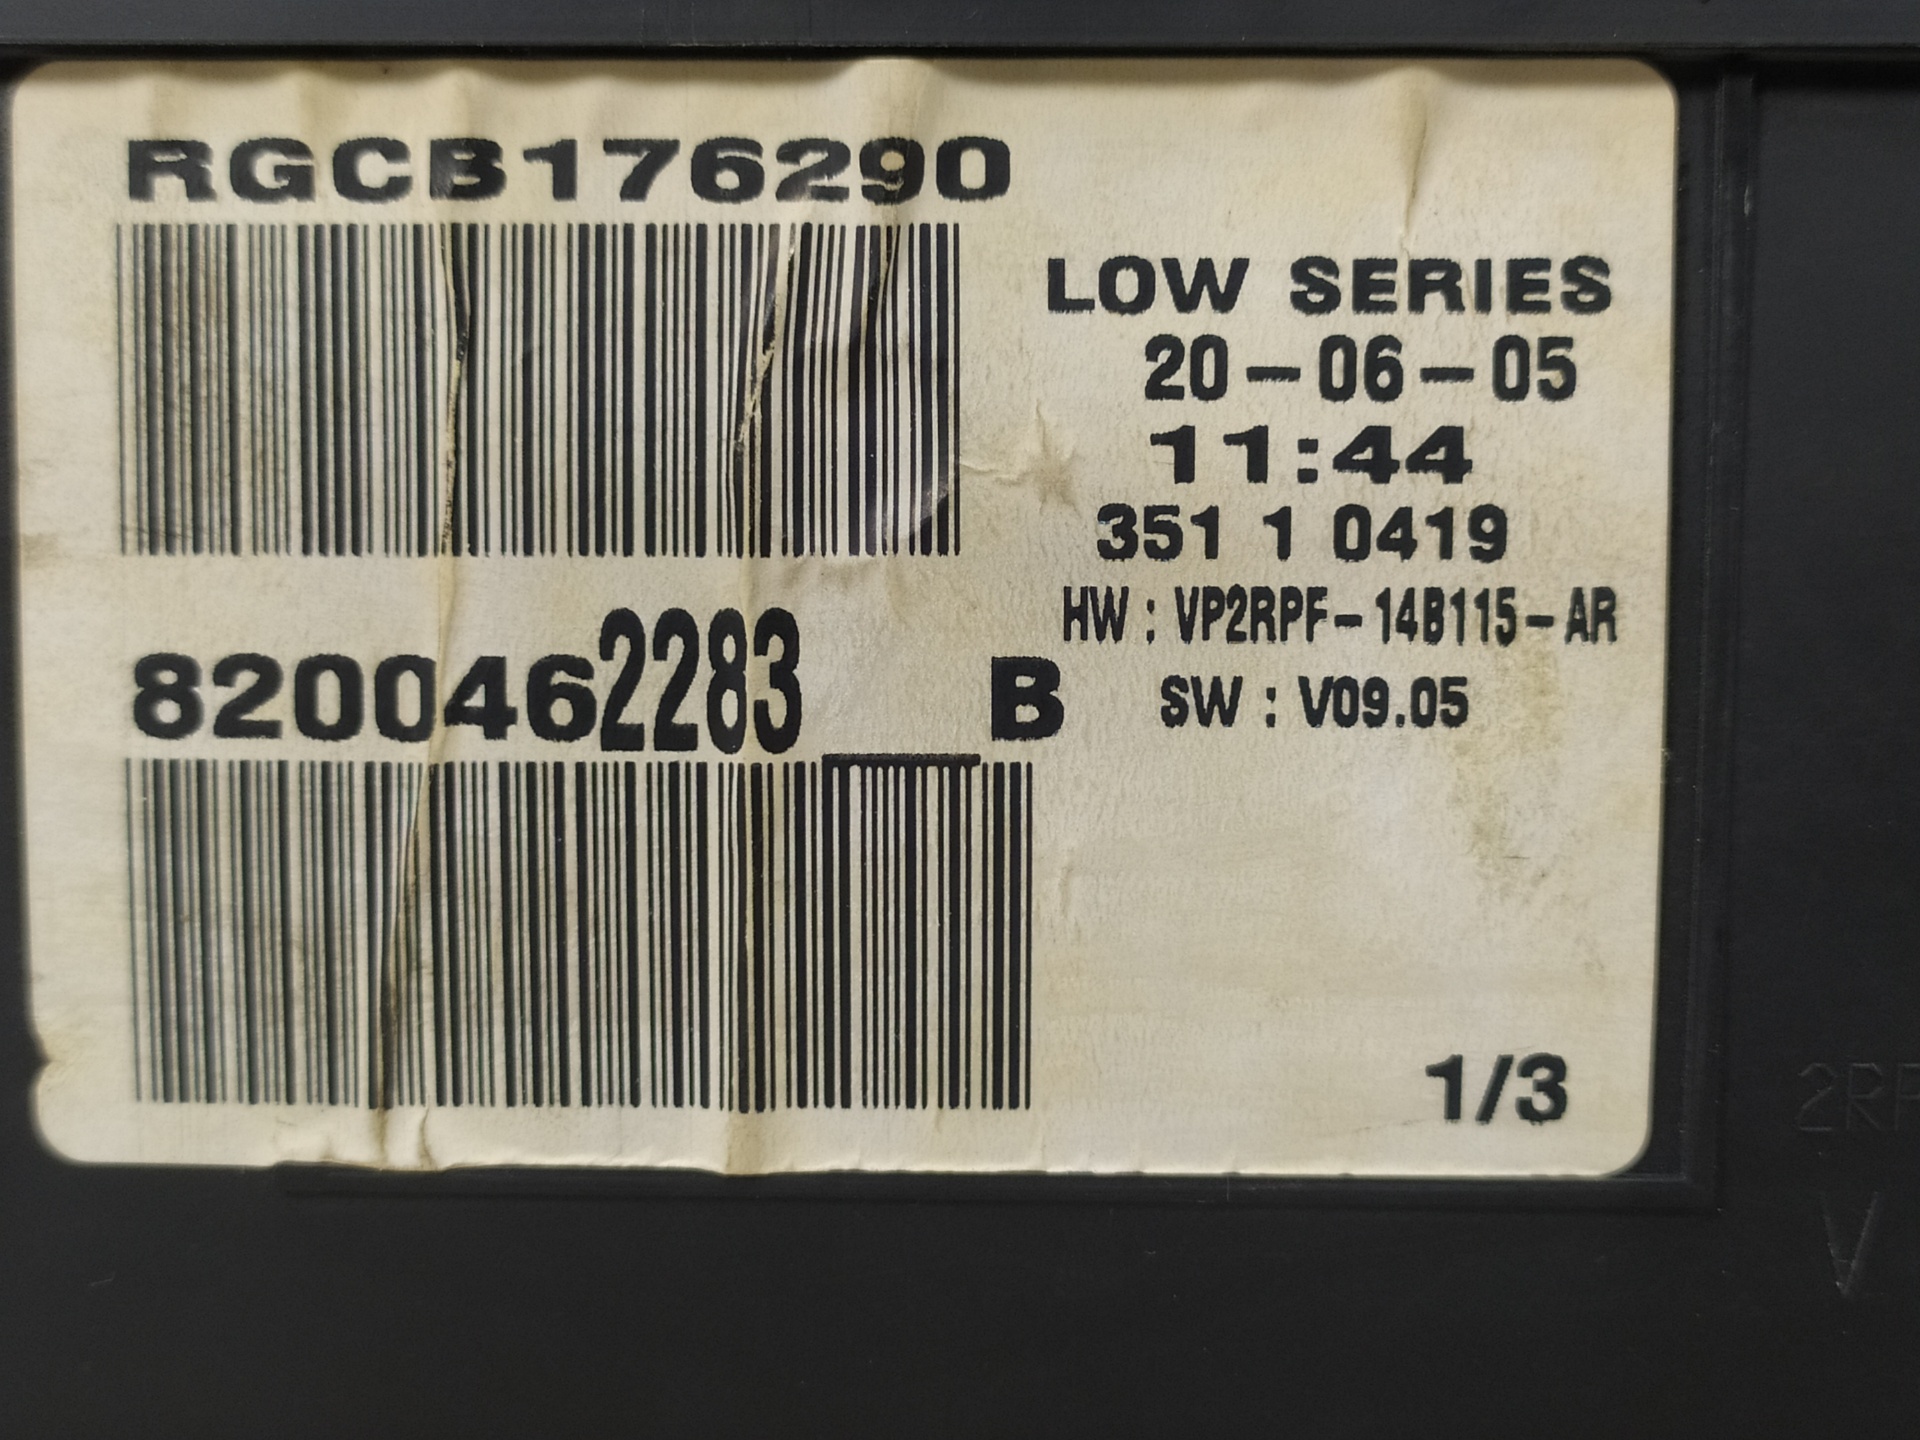 RGCB176290
LOW SERIES
20-06-05
11:44
351 1 0419
HW : VP2RPF-14B115-AR
8200462283__B
SW : V09.05
1/3
2RP
V